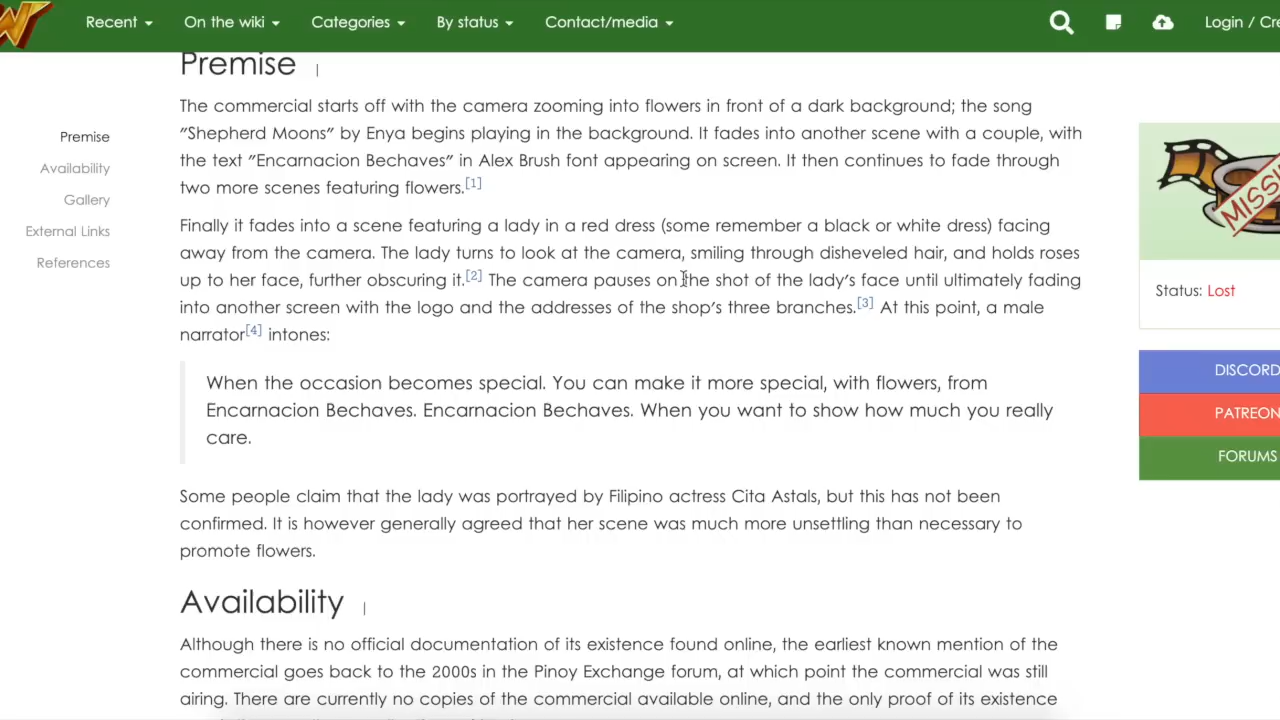 Recent
On the wiki
Categories
By status
Contact/media
Login / Cre
Premise
Premise
Availability
Gallery
External Links
References
The commercial starts off with the camera zooming into flowers in front of a dark background; the song
"Shepherd Moons" by Enya begins playing in the background. It fades into another scene with a couple, with
the text "Encarnacion Bechaves" in Alex Brush font appearing on screen. It then continues to fade through
two more scenes featuring flowers.[1]
Finally it fades into a scene featuring a lady in a red dress (some remember a black or white dress) facing
away from the camera. The lady turns to look at the camera, smiling through disheveled hair, and holds roses
up to her face, further obscuring it.[2] The camera pauses on the shot of the lady's face until ultimately fading
into another screen with the logo and the addresses of the shop's three branches.[3] At this point, a male
narrator[4] intones:
When the occasion becomes special. You can make it more special, with flowers, from
Encarnacion Bechaves. Encarnacion Bechaves. When you want to show how much you really
care.
Some people claim that the lady was portrayed by Filipino actress Cita Astals, but this has not been
confirmed. It is however generally agreed that her scene was much more unsettling than necessary to
promote flowers.
Availability
Although there is no official documentation of its existence found online, the earliest known mention of the
commercial goes back to the 2000s in the Pinoy Exchange forum, at which point the commercial was still
airing. There are currently no copies of the commercial available online, and the only proof of its existence
MISSI
Status: Lost
DISCORD
PATREON
FORUMS